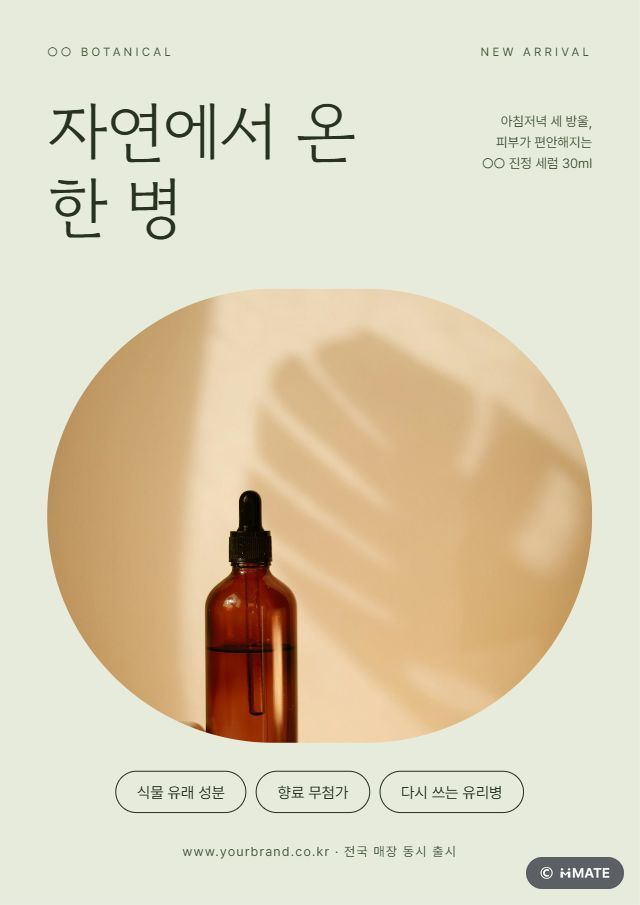 ○○ BOTANICAL
NEW ARRIVAL
자연에서 온
한 병
아침저녁 세 방울,
피부가 편안해지는
○○ 진정 세럼 30ml
식물 유래 성분
향료 무첨가
다시 쓰는 유리병
www.yourbrand.co.kr · 전국 매장 동시 출시
© MMATE